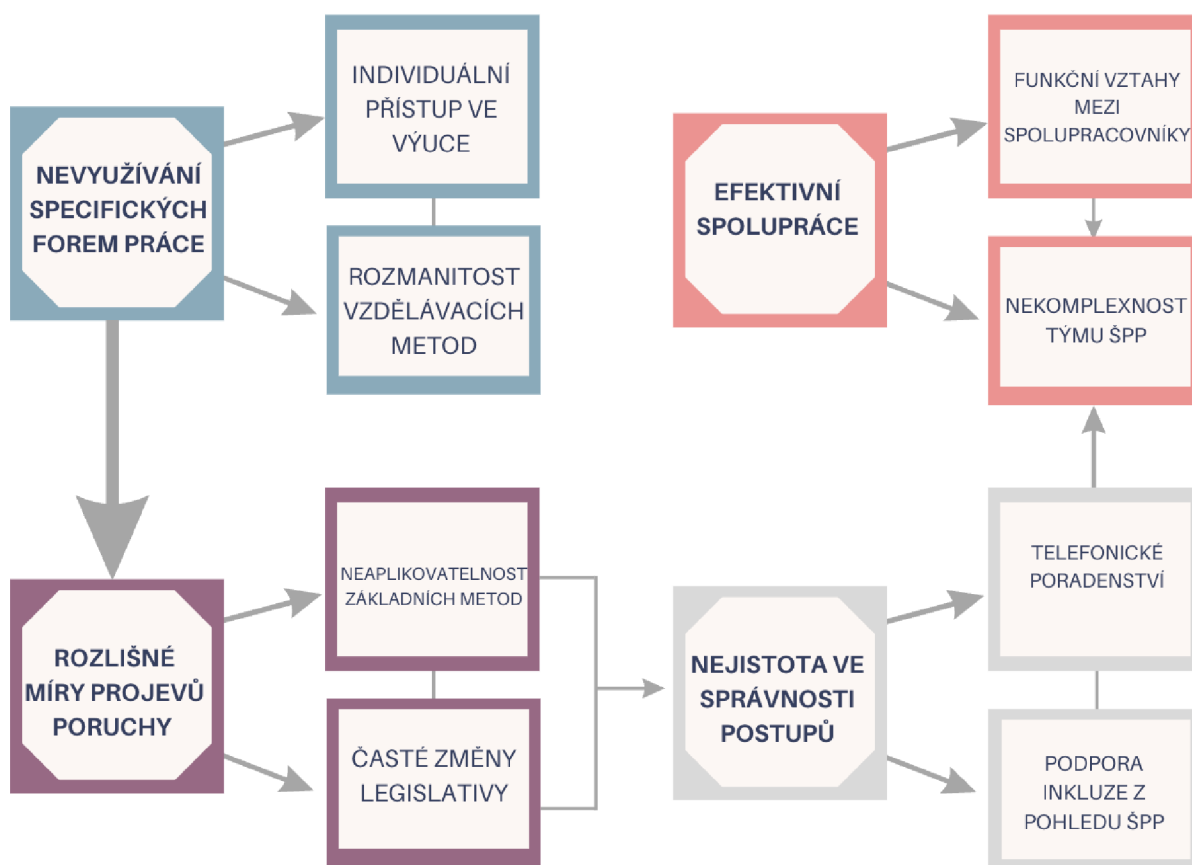 INDIVIDUÁLNÍ
PŘÍSTUP VE
VÝUCE
NEVYUŽÍVÁNÍ
SPECIFICKÝCH
FOREM PRÁCE
ROZMANITOST
VZDĚLÁVACÍCH
METOD
FUNKČNÍ VZTAHY
MEZI
SPOLUPRACOVNÍKY
EFEKTIVNÍ
SPOLUPRÁCE
NEKOMPLEXNOST
TÝMU ŠPP
NEAPLIKOVATELNOST
ZÁKLADNÍCH METOD
ROZLIŠNÉ
MÍRY PROJEVŮ
PORUCHY
ČASTÉ ZMĚNY
LEGISLATIVY
TELEFONICKÉ
PORADENSTVÍ
NEJISTOTA VE
SPRÁVNOSTI
POSTUPŮ
PODPORA
INKLUZE Z
POHLEDU ŠPP